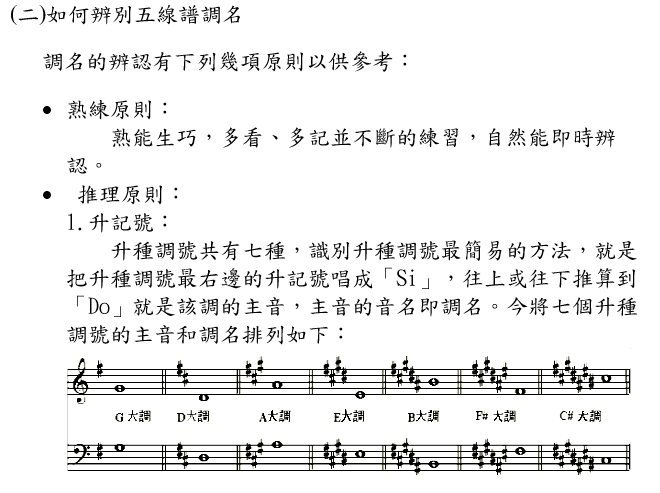 (二)如何辨別五線譜調名
調名的辨認有下列幾項原則以供參考：
• 熟練原則：
熟能生巧，多看、多記並不斷的練習，自然能即時辨
認。
• 推理原則：
1.升記號：
升種調號共有七種，識別升種調號最簡易的方法，就是
把升種調號最右邊的升記號唱成「Si」，往上或往下推算到
「Do」就是該調的主音，主音的音名即調名。今將七個升種
調號的主音和調名排列如下：
G 大調 D大調 A大調 E大調 B大調 F# 大調 C# 大調